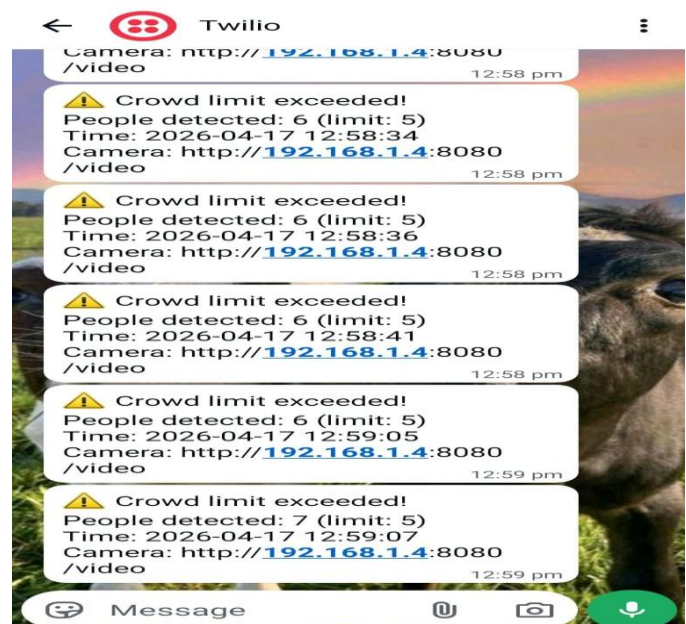 Twilio
Camera: http://192.168.1.4:8080
/video
12:58 pm
⚠ Crowd limit exceeded!
People detected: 6 (limit: 5)
Time: 2026-04-17 12:58:34
Camera: http://192.168.1.4:8080
/video
12:58 pm
⚠ Crowd limit exceeded!
People detected: 6 (limit: 5)
Time: 2026-04-17 12:58:36
Camera: http://192.168.1.4:8080
/video
12:58 pm
⚠ Crowd limit exceeded!
People detected: 6 (limit: 5)
Time: 2026-04-17 12:58:41
Camera: http://192.168.1.4:8080
/video
12:58 pm
⚠ Crowd limit exceeded!
People detected: 6 (limit: 5)
Time: 2026-04-17 12:59:05
Camera: http://192.168.1.4:8080
/video
12:59 pm
⚠ Crowd limit exceeded!
People detected: 7 (limit: 5)
Time: 2026-04-17 12:59:07
Camera: http://192.168.1.4:8080
/video
12:59 pm
Message